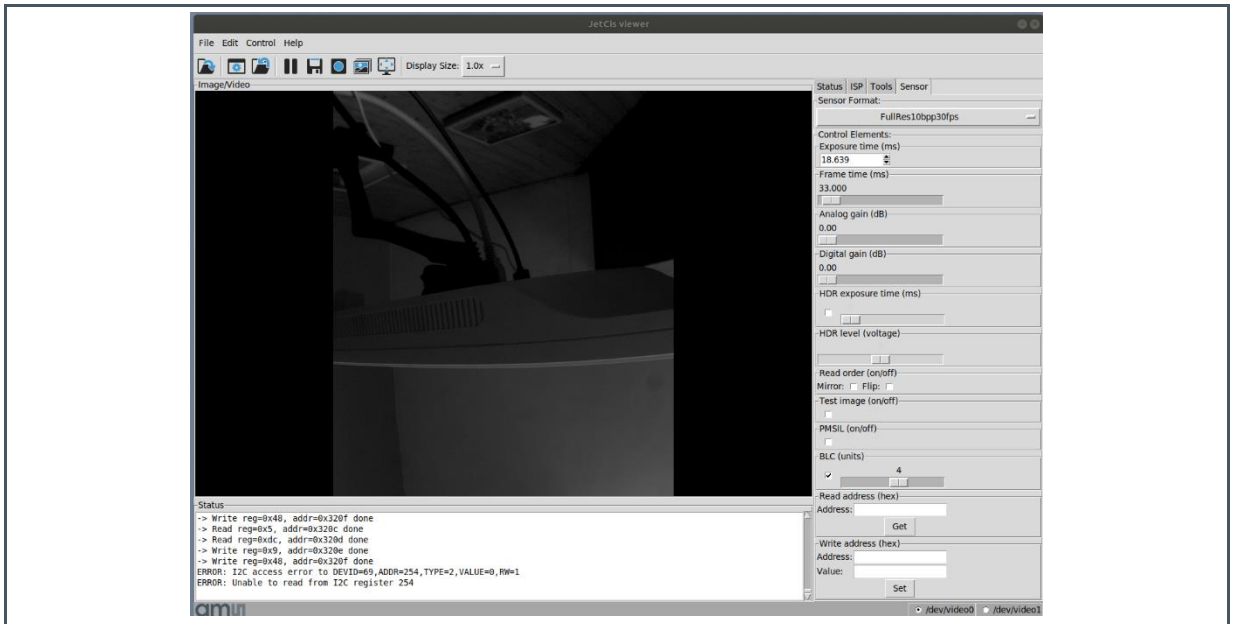 JetCis viewer
File Edit Control Help
Display Size: 1.0x
Image/Video
Status ISP Tools Sensor
Sensor Format:
FullRes10bpp30fps
Control Elements:
Exposure time (ms)
18.639
Frame time (ms)
33.000
Analog gain (dB)
0.00
Digital gain (dB)
0.00
HDR exposure time (ms)
HDR level (voltage)
Read order (on/off)
Mirror: Flip:
Test image (on/off)
PMSIL (on/off)
BLC (units)
4
Read address (hex)
Address:
Get
Write address (hex)
Address:
Value:
Set
Status
-> Write reg=0x48, addr=0x320f done
-> Read reg=0x5, addr=0x320c done
-> Read reg=0xdc, addr=0x320d done
-> Write reg=0x9, addr=0x320e done
-> Write reg=0x48, addr=0x320f done
ERROR: I2C access error to DEVID=69,ADDR=254,TYPE=2,VALUE=0,RW=1
ERROR: Unable to read from I2C register 254
am
/dev/video0 /dev/video1